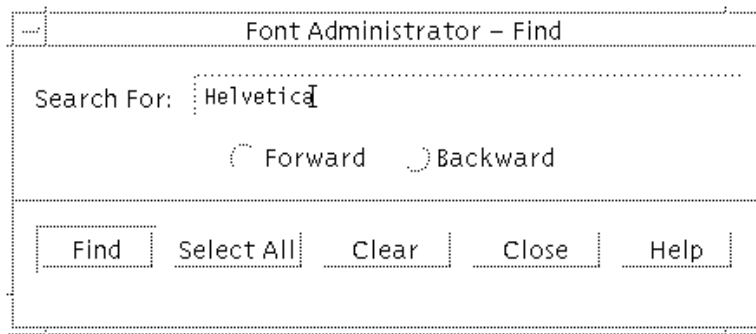 Font Administrator – Find
Search For: Helvetica
Forward Backward
Find Select All Clear Close Help